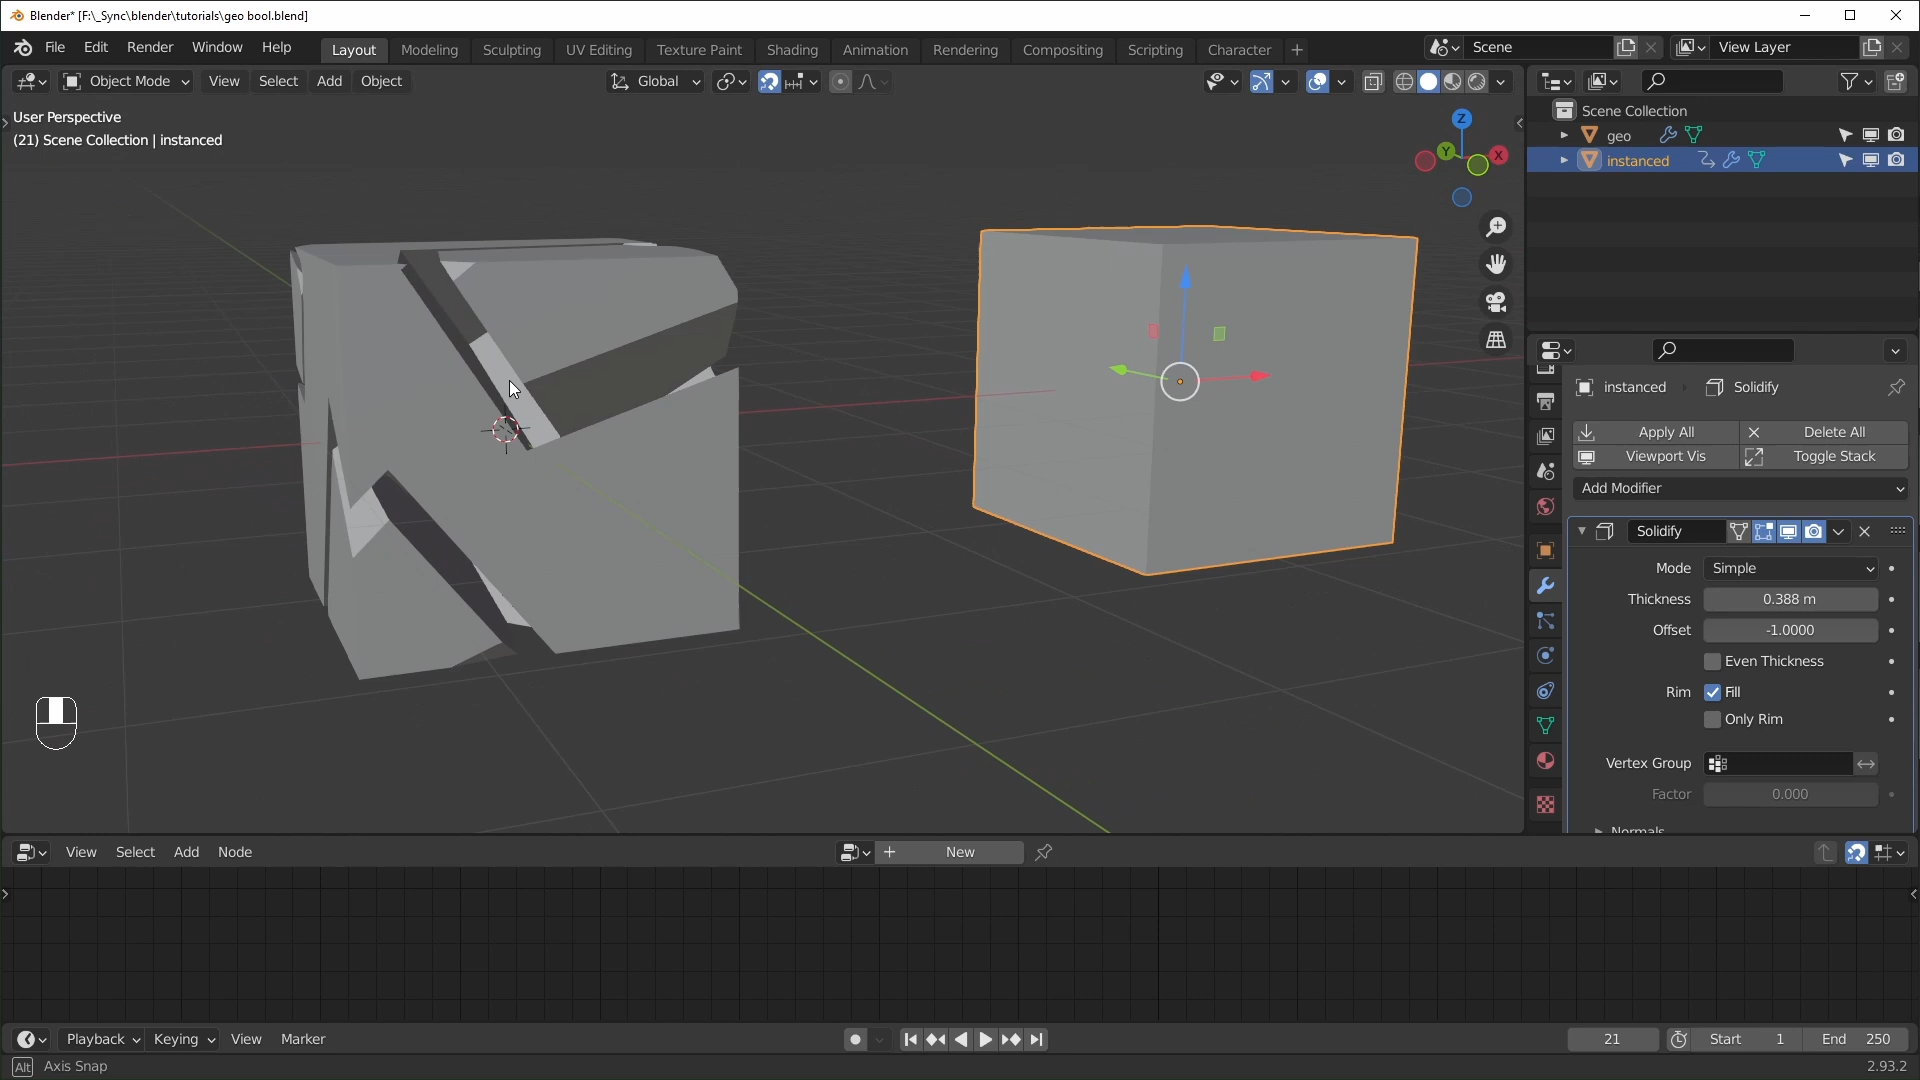 Blender* [F:\_Sync\blender\tutorials\geo bool.blend]
File Edit Render Window Help
Layout Modeling Sculpting UV Editing Texture Paint Shading Animation Rendering Compositing Scripting Character +
Scene
View Layer
Object Mode View Select Add Object
Global
User Perspective
(21) Scene Collection | instanced
Z
Y
X
Scene Collection
geo
instanced
instanced
Solidify
Apply All
Delete All
Viewport Vis
Toggle Stack
Add Modifier
Solidify
Mode Simple
Thickness 0.388 m
Offset -1.0000
Even Thickness
Rim Fill
Only Rim
Vertex Group
Factor 0.000
Normals
View Select Add Node
+ New
Playback Keying View Marker
21
Start 1
End 250
Alt Axis Snap
2.93.2